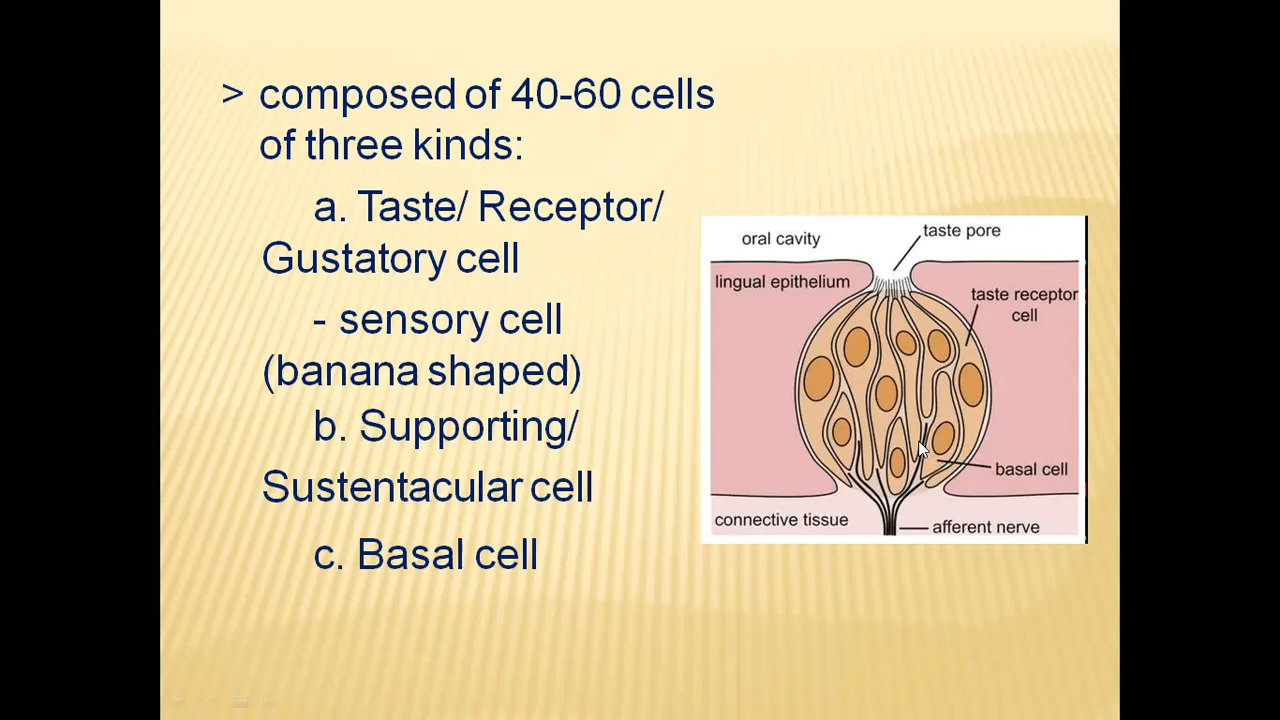 > composed of 40-60 cells
of three kinds:
a. Taste/ Receptor/
Gustatory cell
- sensory cell
(banana shaped)
b. Supporting/
Sustentacular cell
c. Basal cell
oral cavity
taste pore
lingual epithelium
taste receptor
cell
basal cell
connective tissue
afferent nerve